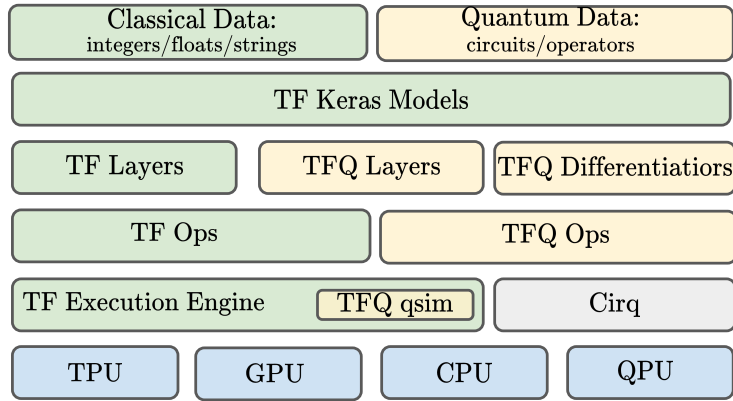 Classical Data:
integers/floats/strings
Quantum Data:
circuits/operators
TF Keras Models
TF Layers
TFQ Layers
TFQ Differentiatiors
TF Ops
TFQ Ops
TF Execution Engine
TFQ qsim
Cirq
TPU
GPU
CPU
QPU